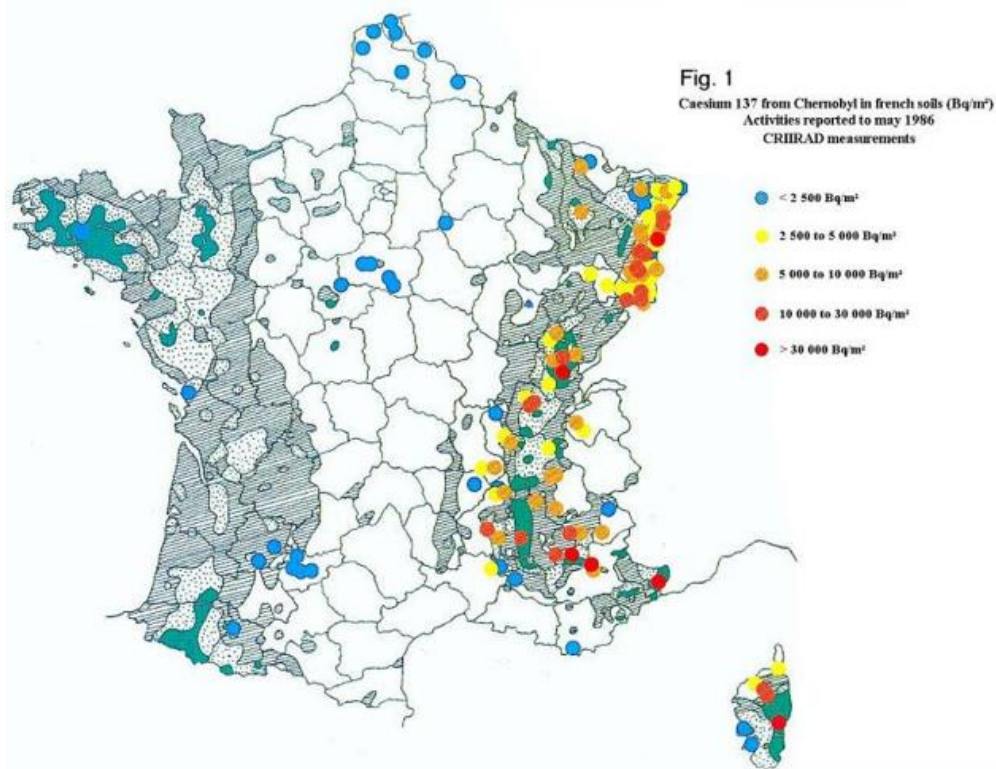 Fig. 1
Caesium 137 from Chernobyl in french soils (Bq/m²)
Activities reported to may 1986
CRIIRAD measurements
< 2 500 Bq/m²
2 500 to 5 000 Bq/m²
5 000 to 10 000 Bq/m²
10 000 to 30 000 Bq/m²
> 30 000 Bq/m²